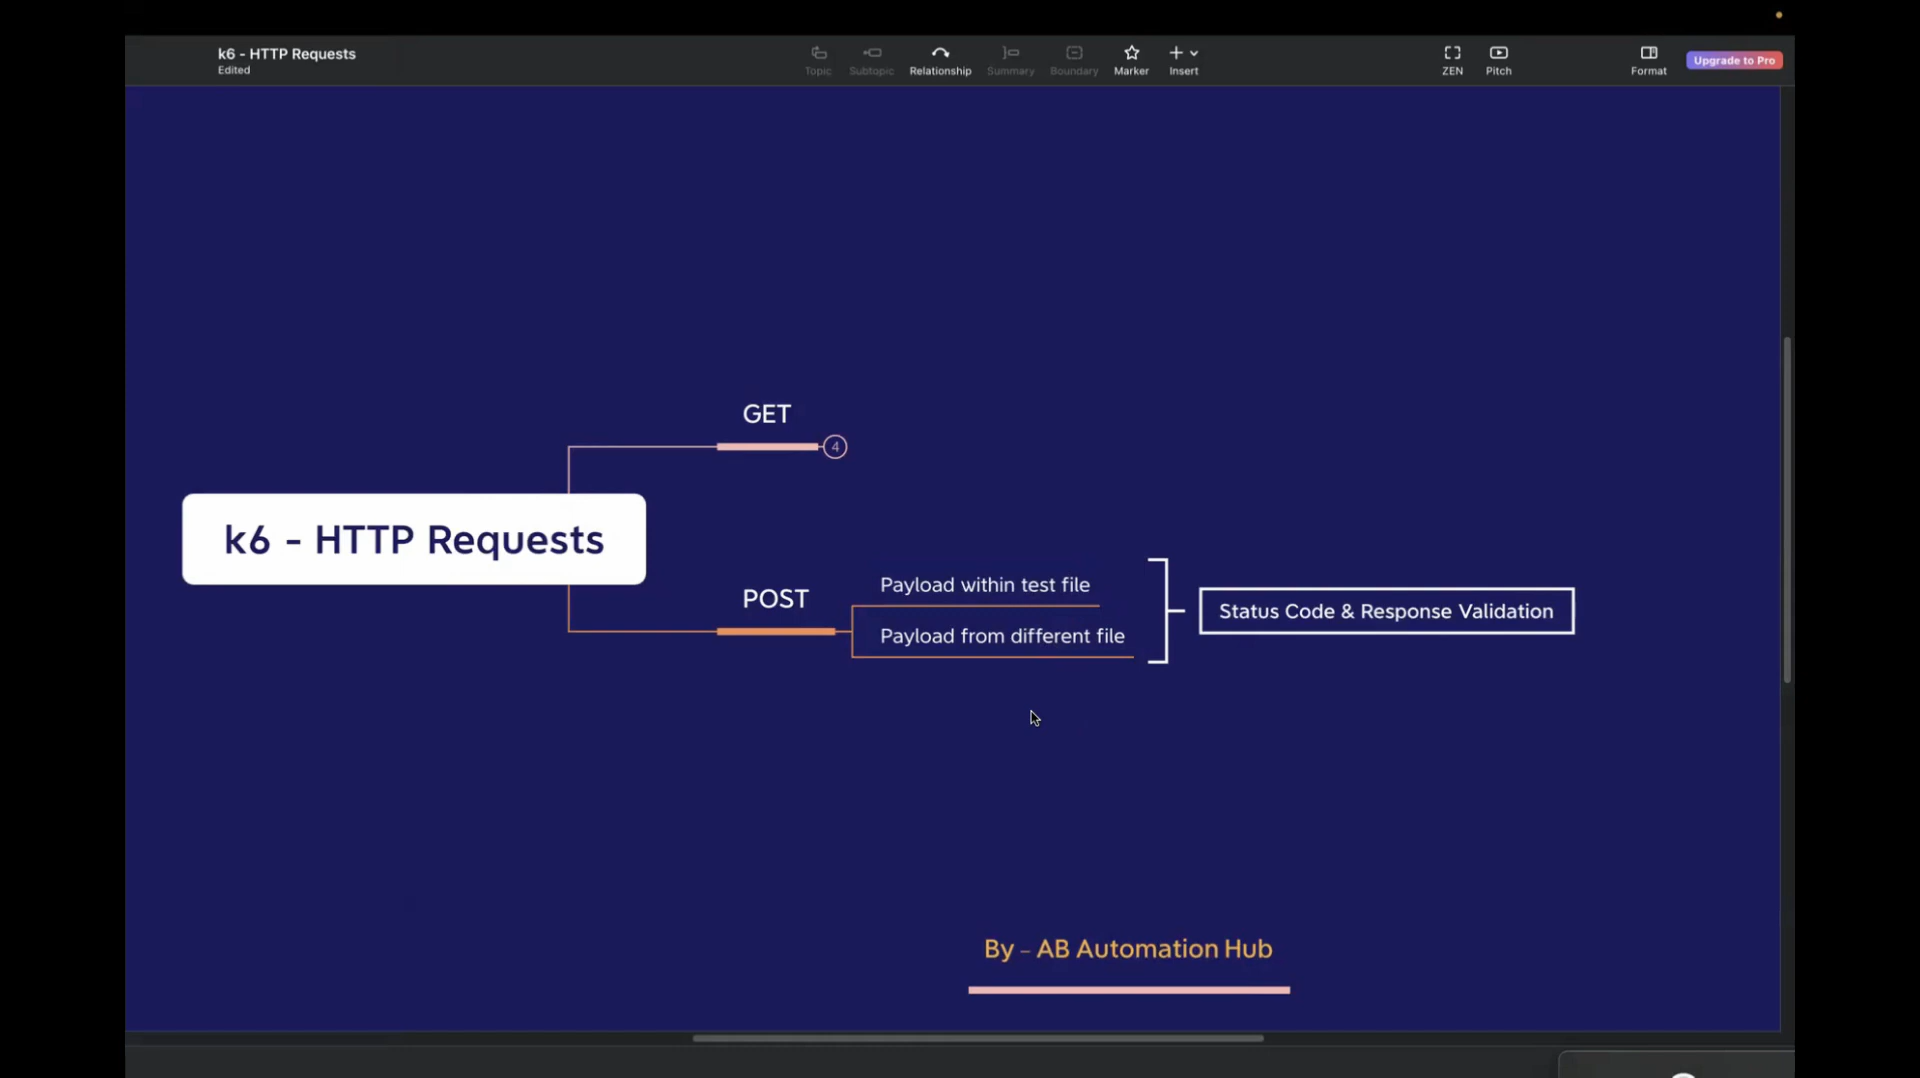 k6 - HTTP Requests
Edited
Topic
Subtopic
Relationship
Summary
Boundary
Marker
Insert
ZEN
Pitch
Format
Upgrade to Pro
GET
4
k6 - HTTP Requests
POST
Payload within test file
Payload from different file
Status Code & Response Validation
By - AB Automation Hub